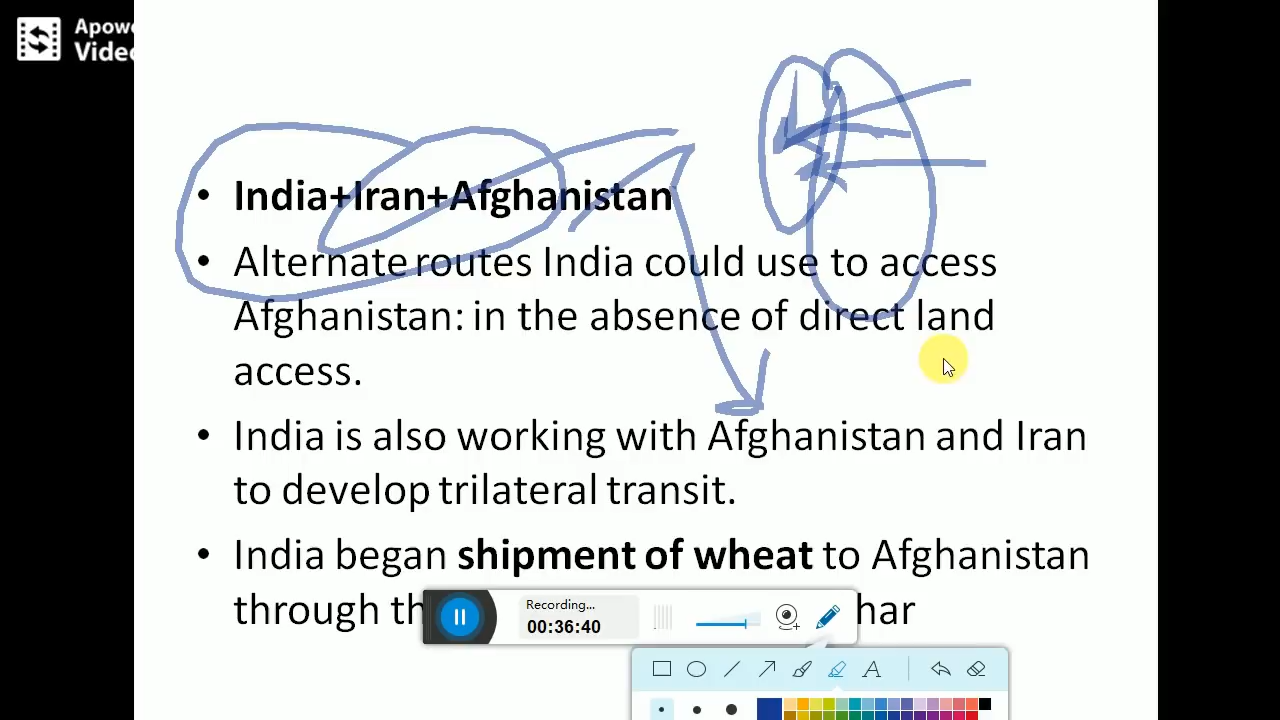 Apowe
Video
• India+Iran+Afghanistan
• Alternate routes India could use to access
Afghanistan: in the absence of direct land
access.
• India is also working with Afghanistan and Iran
to develop trilateral transit.
• India began shipment of wheat to Afghanistan
through th har
Recording...
00:36:40
A